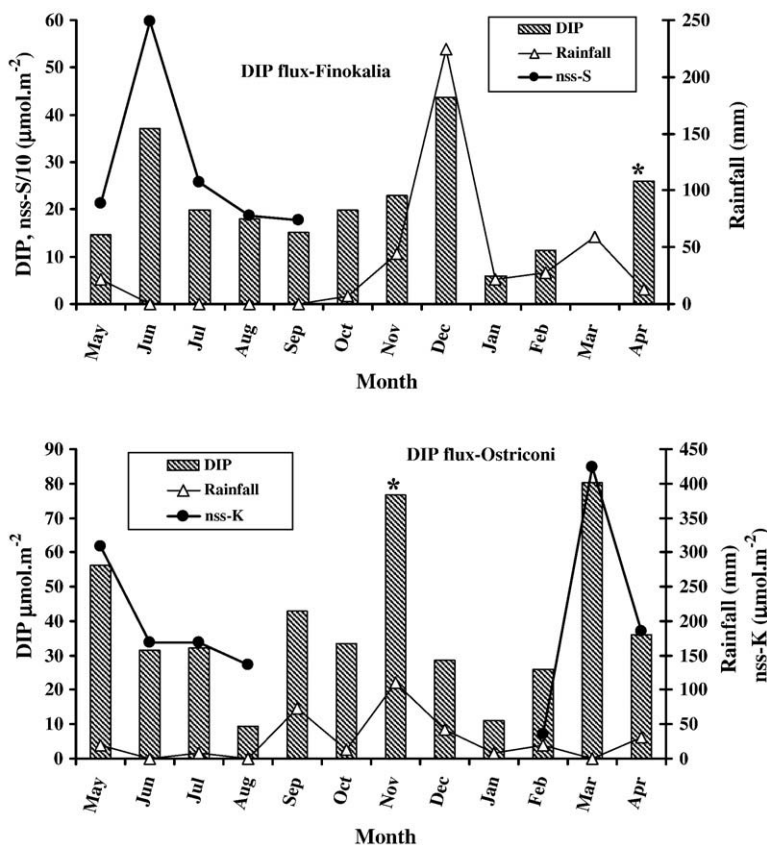 DIP flux-Finokalia
DIP
Rainfall
nss-S
DIP, nss-S/10 (μmol.m⁻²)
60
50
40
30
20
10
0
Rainfall (mm)
250
200
150
100
50
0
*
May
Jun
Jul
Aug
Sep
Oct
Nov
Dec
Jan
Feb
Mar
Apr
Month
DIP flux-Ostriconi
DIP
Rainfall
nss-K
DIP μmol.m⁻²
90
80
70
60
50
40
30
20
10
0
Rainfall (mm)
nss-K (μmol.m⁻²)
450
400
350
300
250
200
150
100
50
0
*
May
Jun
Jul
Aug
Sep
Oct
Nov
Dec
Jan
Feb
Mar
Apr
Month